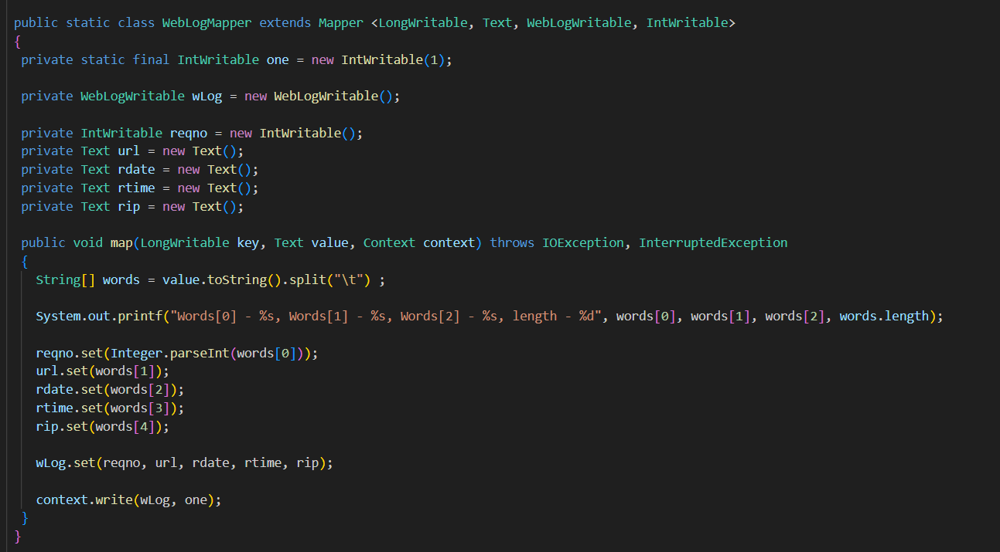 public static class WebLogMapper extends Mapper <LongWritable, Text, WebLogWritable, IntWritable>
{
private static final IntWritable one = new IntWritable(1);
private WebLogWritable wLog = new WebLogWritable();
private IntWritable reqno = new IntWritable();
private Text url = new Text();
private Text rdate = new Text();
private Text rtime = new Text();
private Text rip = new Text();
public void map(LongWritable key, Text value, Context context) throws IOException, InterruptedException
{
String[] words = value.toString().split("\t") ;
System.out.printf("Words[0] - %s, Words[1] - %s, Words[2] - %s, length - %d", words[0], words[1], words[2], words.length);
reqno.set(Integer.parseInt(words[0]));
url.set(words[1]);
rdate.set(words[2]);
rtime.set(words[3]);
rip.set(words[4]);
wLog.set(reqno, url, rdate, rtime, rip);
context.write(wLog, one);
}
}